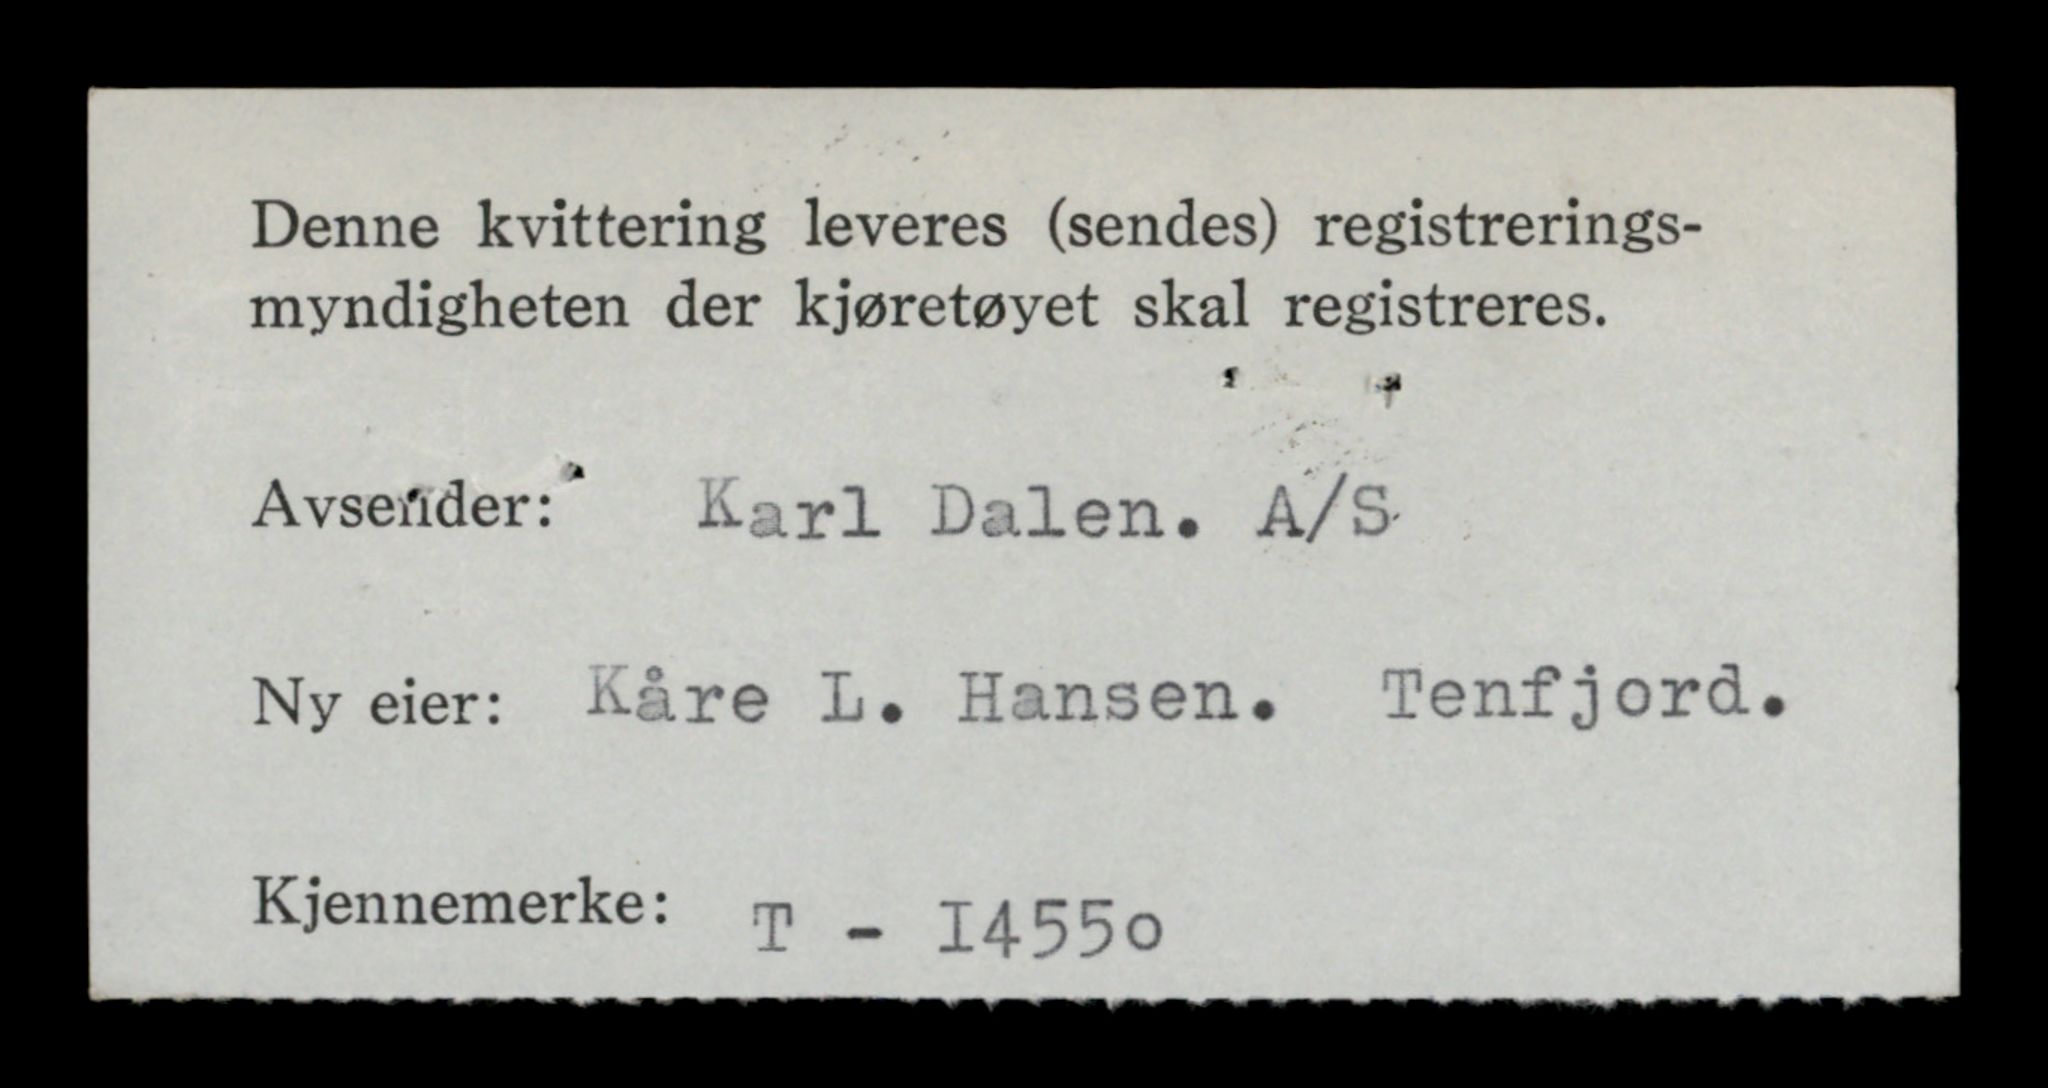 Denne kvittering leveres (sendes) registrerings-
myndigheten der kjøretøyet skal registreres.
Avsender: Karl Dalen. A/S
Ny eier: Kåre L. Hansen. Tenfjord.
Kjennemerke: T - I455o